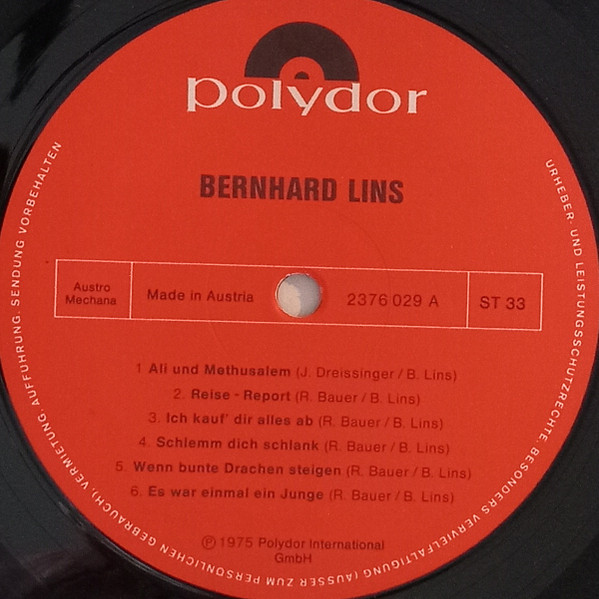 polydor
BERNHARD LINS
Austro
Mechana
Made in Austria
2376 029 A
ST 33
1 Ali und Methusalem (J. Dreissinger / B. Lins)
2. Reise - Report (R. Bauer / B. Lins)
3. Ich kauf' dir alles ab (R. Bauer / B. Lins)
4. Schlemm dich schlank (R. Bauer / B. Lins)
5. Wenn bunte Drachen steigen (R. Bauer / B. Lins)
6. Es war einmal ein Junge (R. Bauer / B. Lins)
℗ 1975 Polydor International
GmbH
URHEBER- UND LEISTUNGSSCHUTZRECHTE, BESONDERS VERVIELFÄLTIGUNG (AUSSER ZUM PERSÖNLICHEN GEBRAUCH), VERMIETUNG, AUFFÜHRUNG, SENDUNG VORBEHALTEN